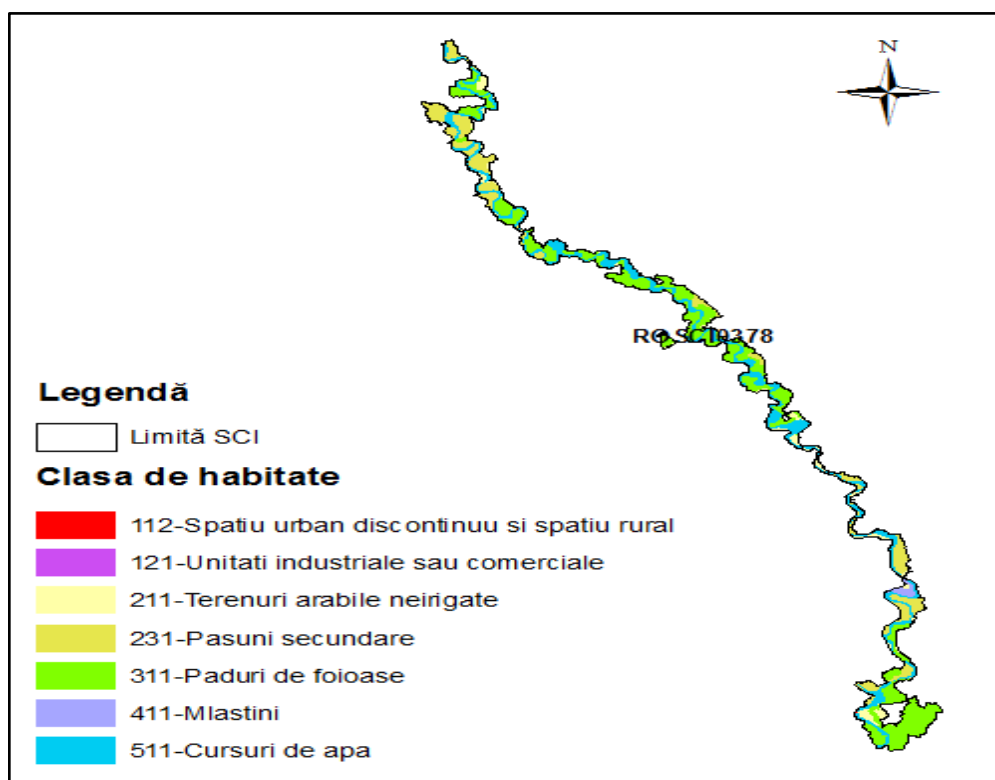 N
ROSCI0378
Legendă
Limită SCI
Clasa de habitate
112-Spatiu urban discontinuu si spatiu rural
121-Unitati industriale sau comerciale
211-Terenuri arabile neirigate
231-Pasuni secundare
311-Paduri de foioase
411-Mlastini
511-Cursuri de apa